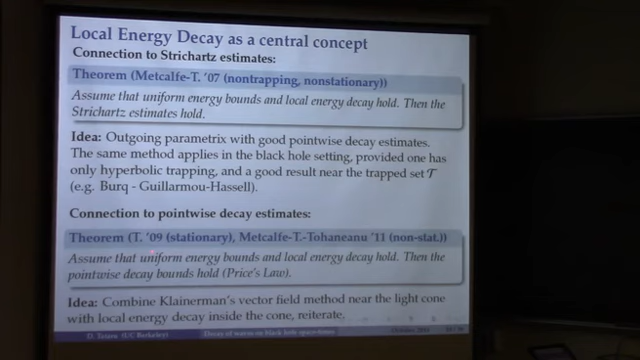 Local Energy Decay as a central concept
Connection to Strichartz estimates:
Theorem (Metcalfe-T. '07 (nontrapping, nonstationary))
Assume that uniform energy bounds and local energy decay hold. Then the
Strichartz estimates hold.
Idea: Outgoing parametrix with good pointwise decay estimates.
The same method applies in the black hole setting, provided one has
only hyperbolic trapping, and a good result near the trapped set 𝒯
(e.g. Burq - Guillarmou-Hassell).
Connection to pointwise decay estimates:
Theorem (T. '09 (stationary), Metcalfe-T.-Tohaneanu '11 (non-stat.))
Assume that uniform energy bounds and local energy decay hold. Then the
pointwise decay bounds hold (Price's Law).
Idea: Combine Klainerman's vector field method near the light cone
with local energy decay inside the cone, reiterate.
D. Tataru (UC Berkeley) Decay of waves on black hole space-times